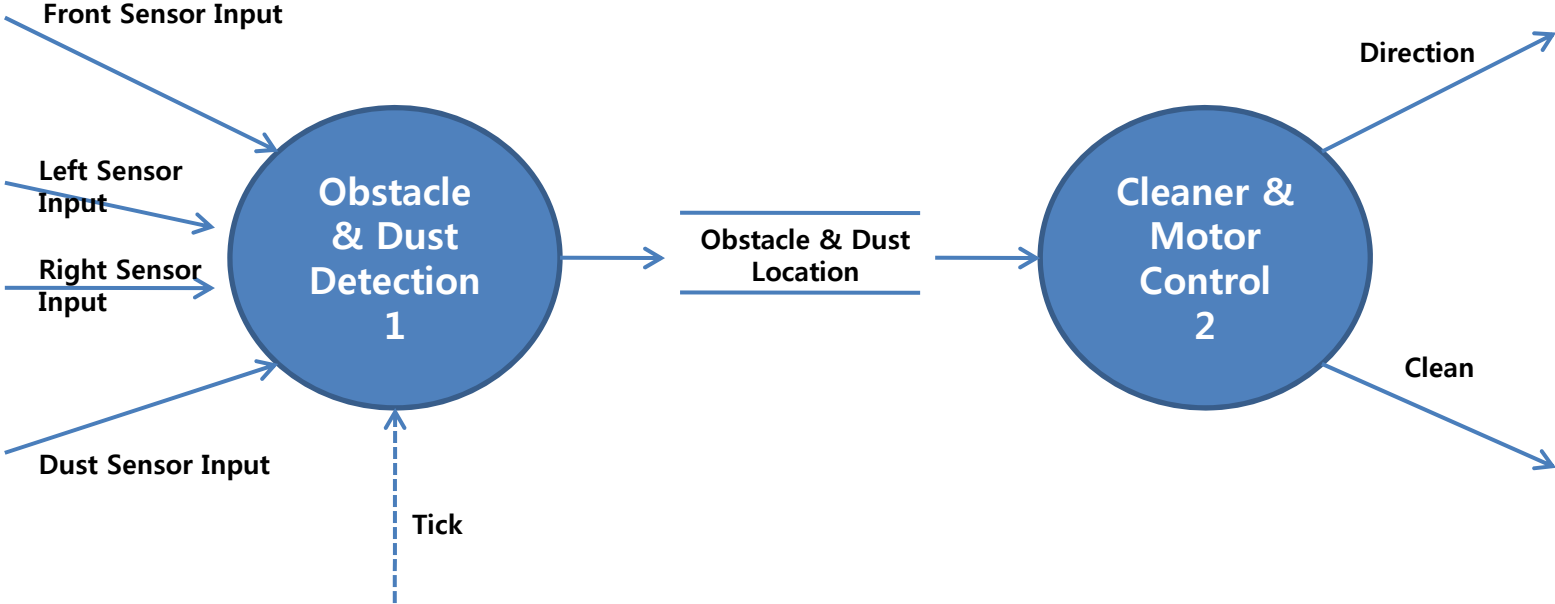 Front Sensor Input
Left Sensor
Input
Right Sensor
Input
Dust Sensor Input
Tick
Obstacle
& Dust
Detection
1
Obstacle & Dust
Location
Cleaner &
Motor
Control
2
Direction
Clean